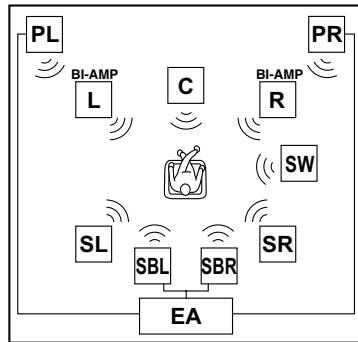 PL PR
BI-AMP BI-AMP
L C R
SW
SL SR
SBL SBR
EA